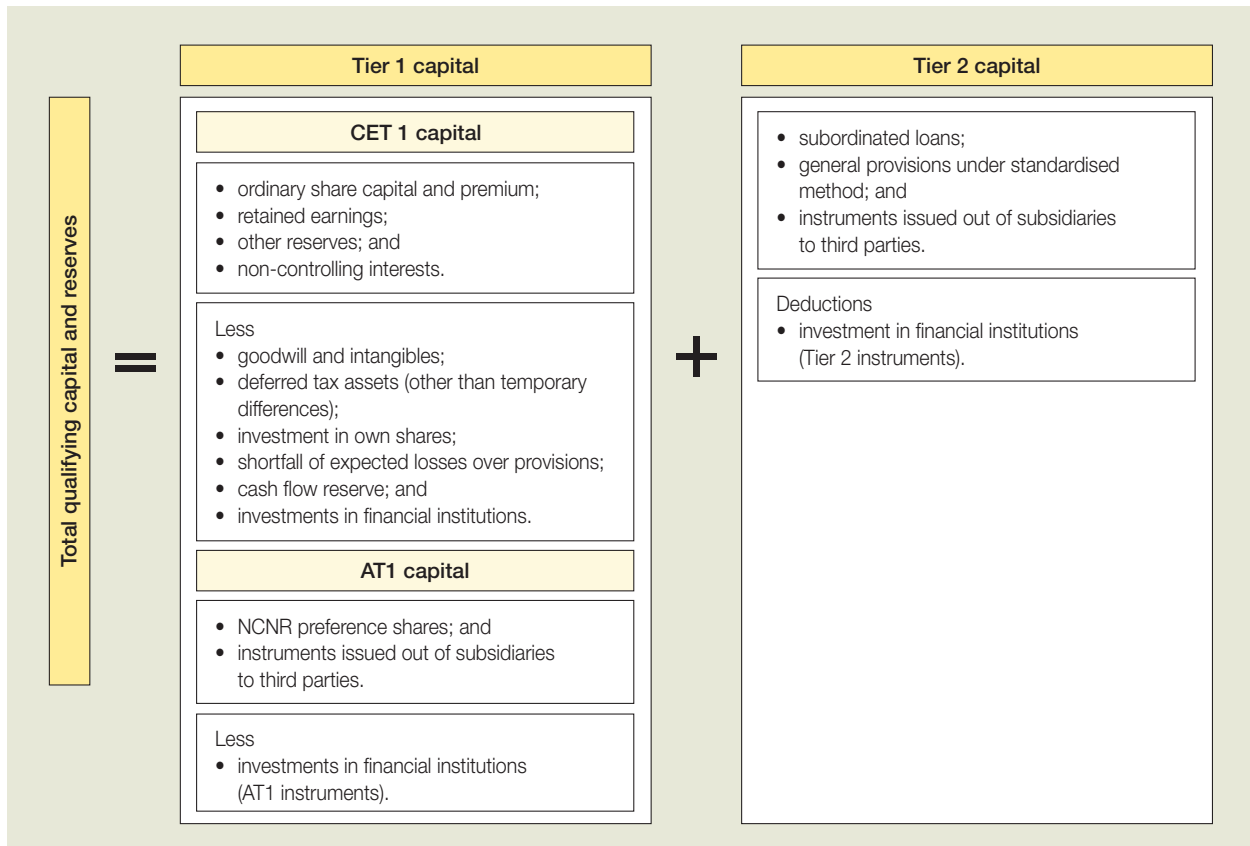 Total qualifying capital and reserves
=
Tier 1 capital
CET 1 capital
• ordinary share capital and premium;
• retained earnings;
• other reserves; and
• non-controlling interests.
Less
• goodwill and intangibles;
• deferred tax assets (other than temporary
differences);
• investment in own shares;
• shortfall of expected losses over provisions;
• cash flow reserve; and
• investments in financial institutions.
AT1 capital
• NCNR preference shares; and
• instruments issued out of subsidiaries
to third parties.
Less
• investments in financial institutions
(AT1 instruments).
+
Tier 2 capital
• subordinated loans;
• general provisions under standardised
method; and
• instruments issued out of subsidiaries
to third parties.
Deductions
• investment in financial institutions
(Tier 2 instruments).